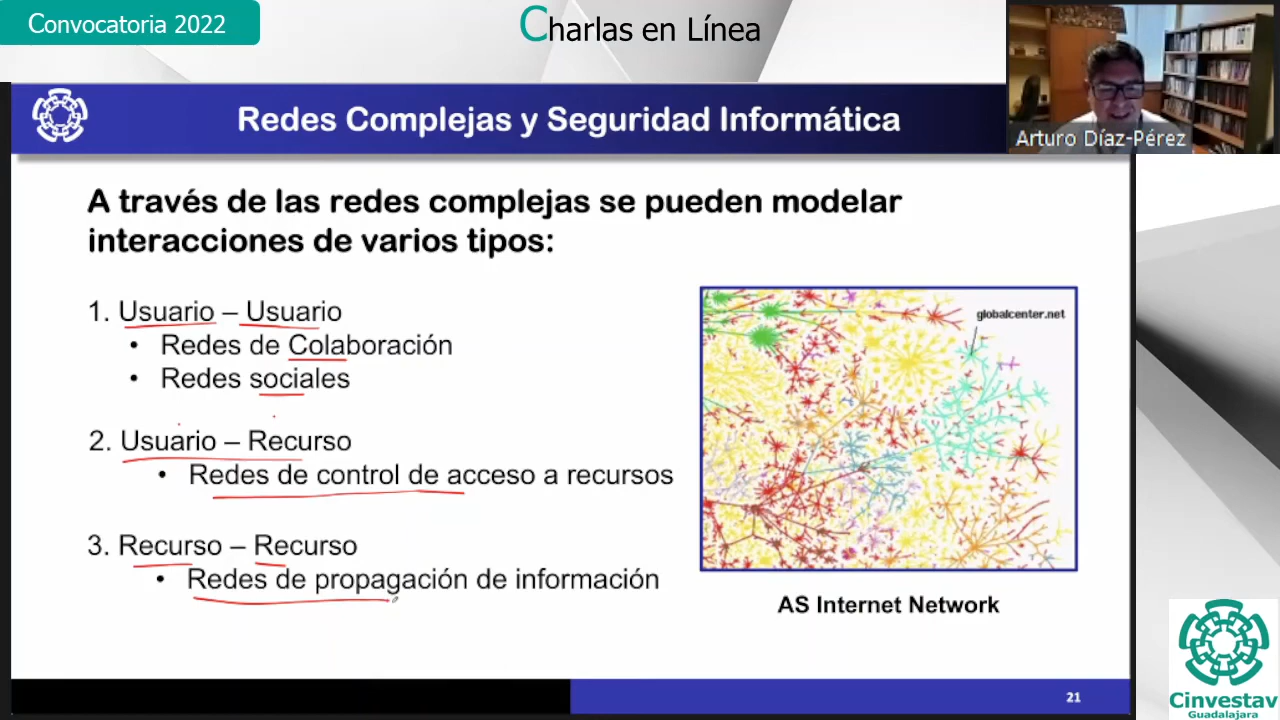 Convocatoria 2022
Charlas en Línea
Redes Complejas y Seguridad Informática
Arturo Díaz-Pérez
A través de las redes complejas se pueden modelar
interacciones de varios tipos:
1. Usuario – Usuario
• Redes de Colaboración
• Redes sociales
2. Usuario – Recurso
• Redes de control de acceso a recursos
3. Recurso – Recurso
• Redes de propagación de información
globalcenter.net
AS Internet Network
21
Cinvestav
Guadalajara